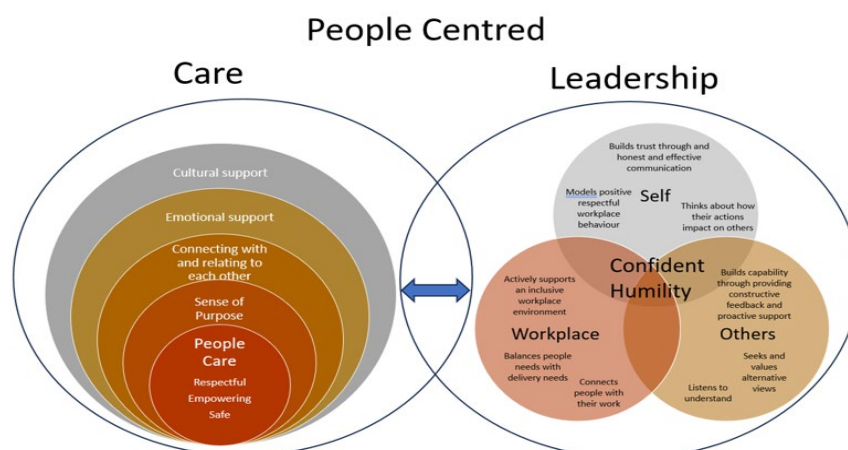 People Centred
Care
Leadership
Cultural support
Emotional support
Connecting with
and relating to
each other
Sense of
Purpose
People
Care
Respectful
Empowering
Safe
Builds trust through and
honest and effective
communication
Self
Models positive
respectful
workplace
behaviour
Thinks about how
their actions
impact on others
Confident
Humility
Actively supports
an inclusive
workplace
environment
Workplace
Balances people
needs with
delivery needs
Connects
people with
their work
Builds capability
through providing
constructive
feedback and
proactive support
Others
Seeks and
values
alternative
views
Listens to
understand